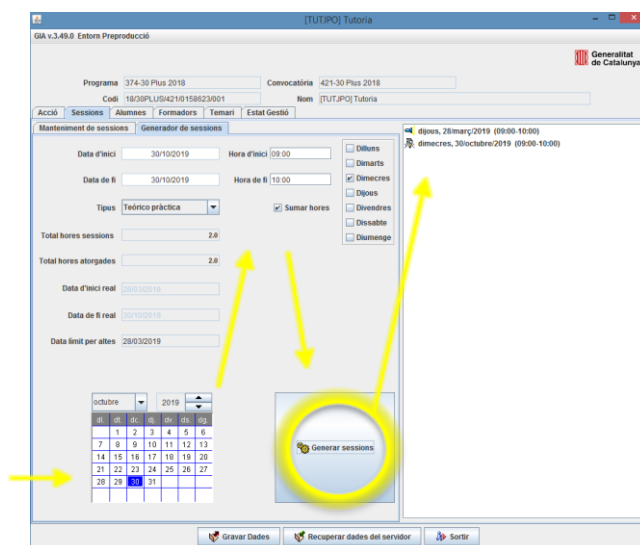 [TUTJPO] Tutoria
GIA v.3.49.0 Entorn Preproducció
Generalitat
de Catalunya
Programa 374-30 Plus 2018 Convocatória 421-30 Plus 2018
Codi 18/30PLUS/421/0158623/001 Nom [TUTJPO] Tutoria
Acció Sessions Alumnes Formadors Temari Estat Gestió
Manteniment de sessions Generador de sessions
dijous, 28/març/2019 (09:00-10:00)
dimecres, 30/octubre/2019 (09:00-10:00)
Data d'inici 30/10/2019 Hora d'inici 09:00
Data de fi 30/10/2019 Hora de fi 10:00
Tipus Teórico pràctica Sumar hores
Dilluns
Dimarts
Dimecres
Dijous
Divendres
Dissabte
Diumenge
Total hores sessions 2.0
Total hores atorgades 2.0
Data d'inici real 28/03/2019
Data de fi real 30/10/2019
Data límit per altes 28/03/2019
octubre 2019
dl. dt. dc. dj. dv. ds. dg.
1 2 3 4 5 6
7 8 9 10 11 12 13
14 15 16 17 18 19 20
21 22 23 24 25 26 27
28 29 30 31
Generar sessions
Gravar Dades Recuperar dades del servidor Sortir